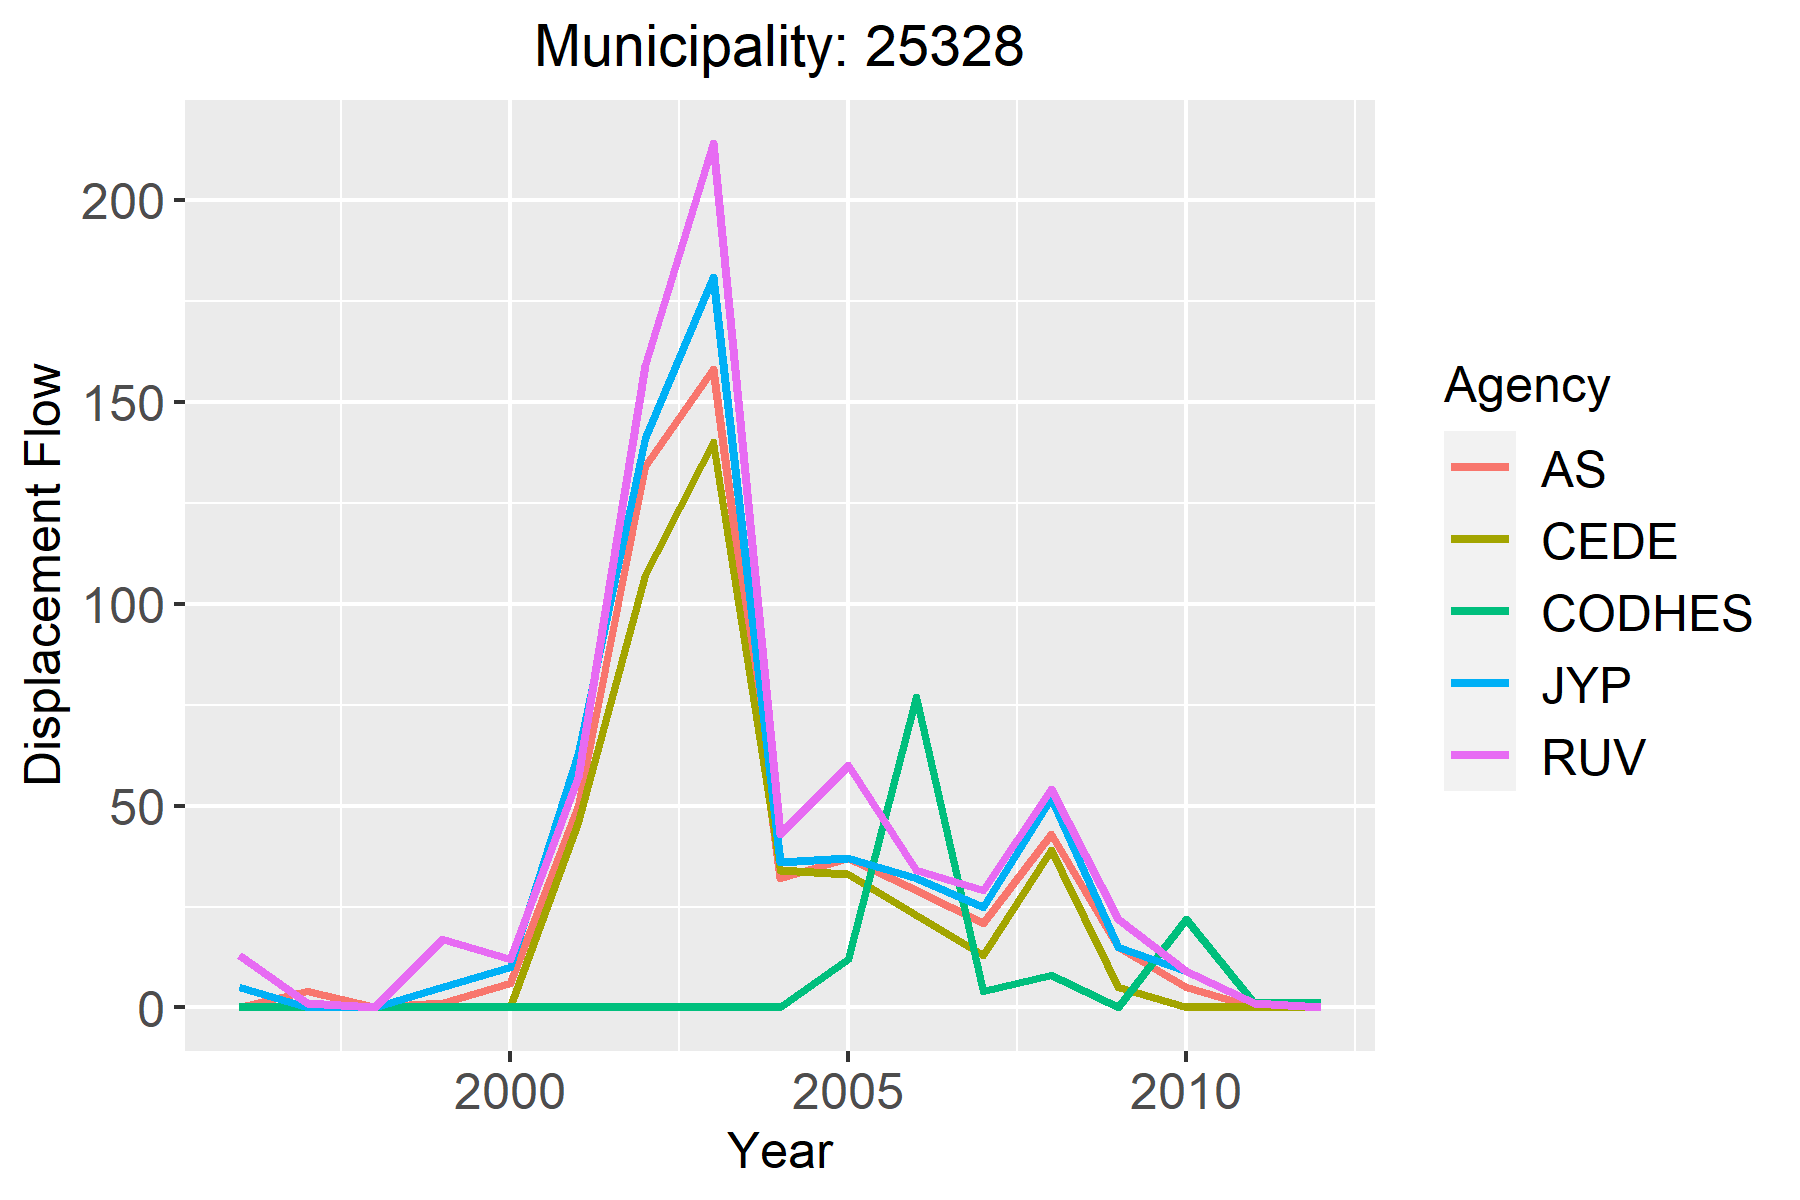 Municipality: 25328
Displacement Flow
200
150
100
50
0
2000
2005
2010
Year
Agency
AS
CEDE
CODHES
JYP
RUV